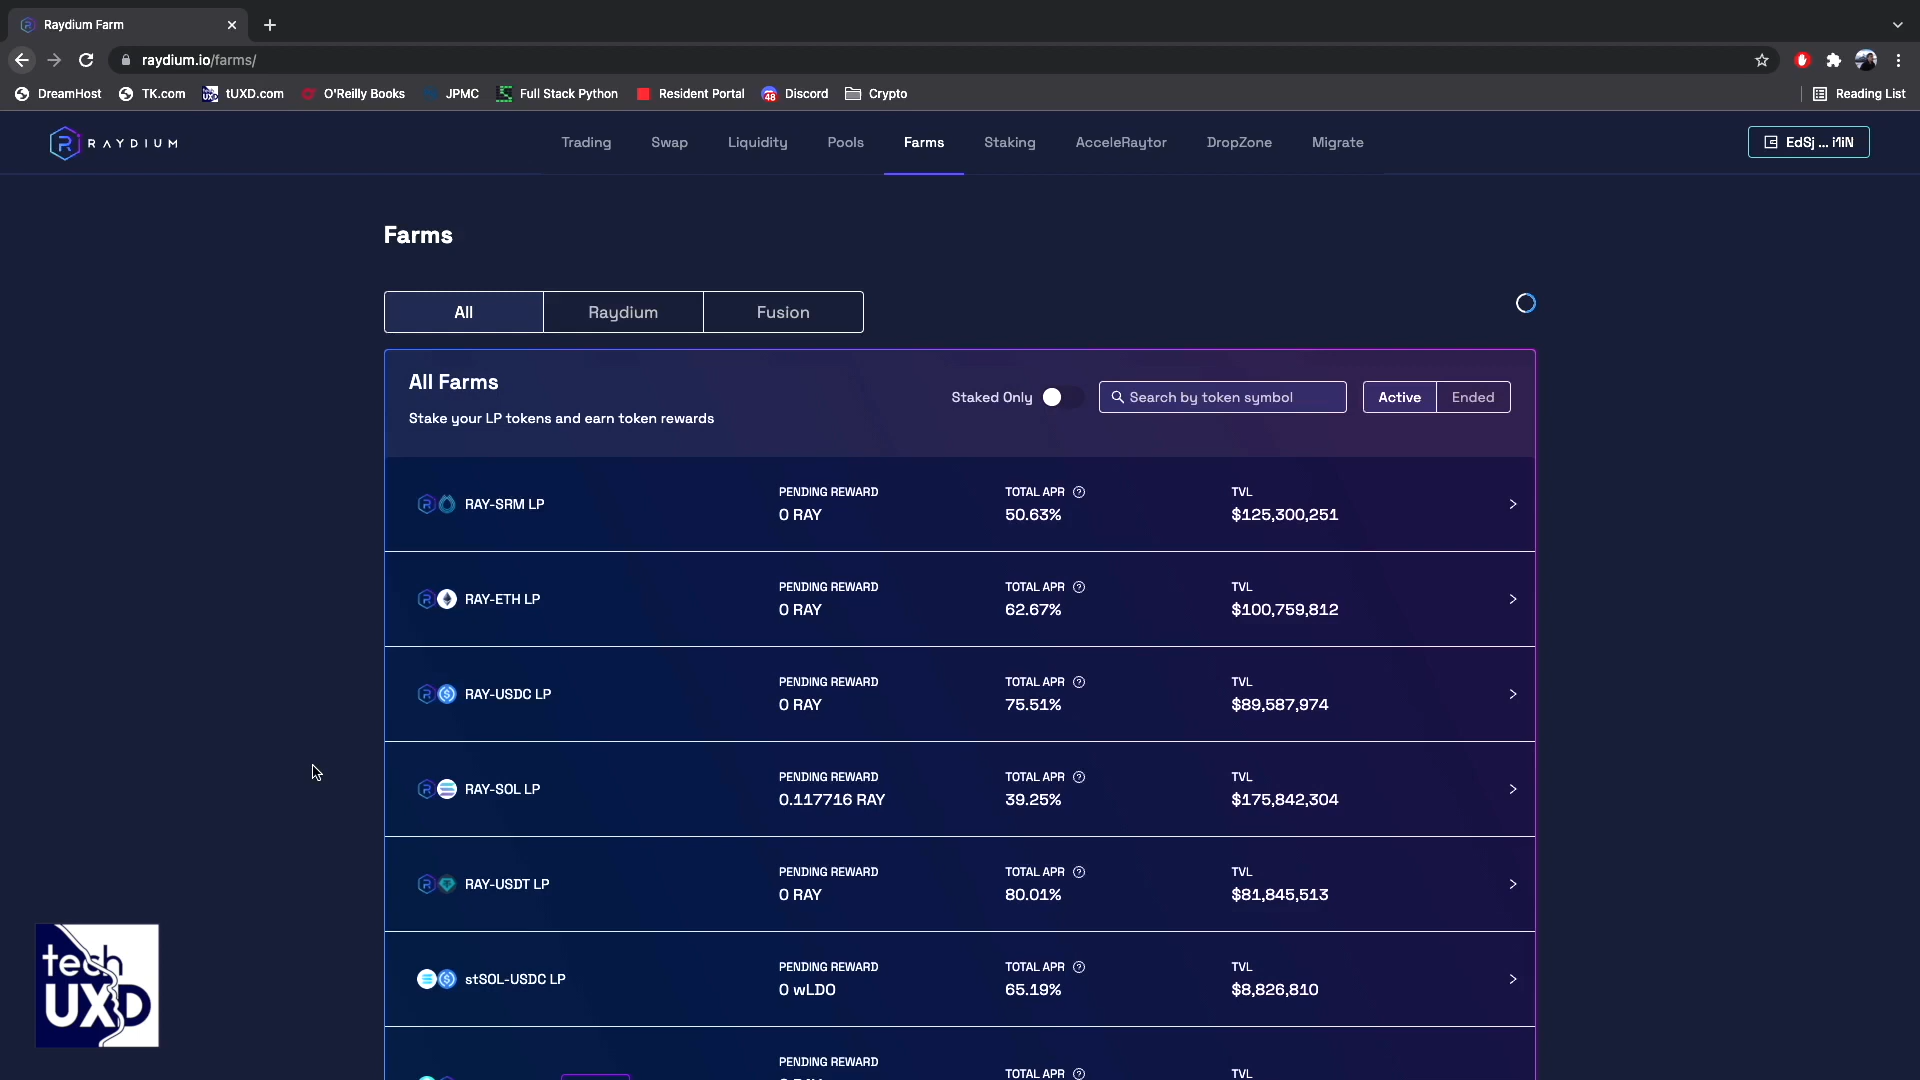 Raydium Farm
raydium.io/farms/
DreamHost TK.com tUXD.com O'Reilly Books JPMC Full Stack Python Resident Portal 48 Discord Crypto Reading List
RAYDIUM Trading Swap Liquidity Pools Farms Staking AcceleRaytor DropZone Migrate
Farms
All Raydium Fusion
All Farms
Staked Only Search by token symbol Active Ended
Stake your LP tokens and earn token rewards
PENDING REWARD TOTAL APR TVL
RAY-SRM LP 0 RAY 50.63% $125,300,251
PENDING REWARD TOTAL APR TVL
RAY-ETH LP 0 RAY 62.67% $100,759,812
PENDING REWARD TOTAL APR TVL
RAY-USDC LP 0 RAY 75.51% $89,587,974
PENDING REWARD TOTAL APR TVL
RAY-SOL LP 0.117716 RAY 39.25% $175,842,304
PENDING REWARD TOTAL APR TVL
RAY-USDT LP 0 RAY 80.01% $81,845,513
PENDING REWARD TOTAL APR TVL
stSOL-USDC LP 0 wLDO 65.19% $8,826,810
PENDING REWARD
TOTAL APR TVL
tech
UXD